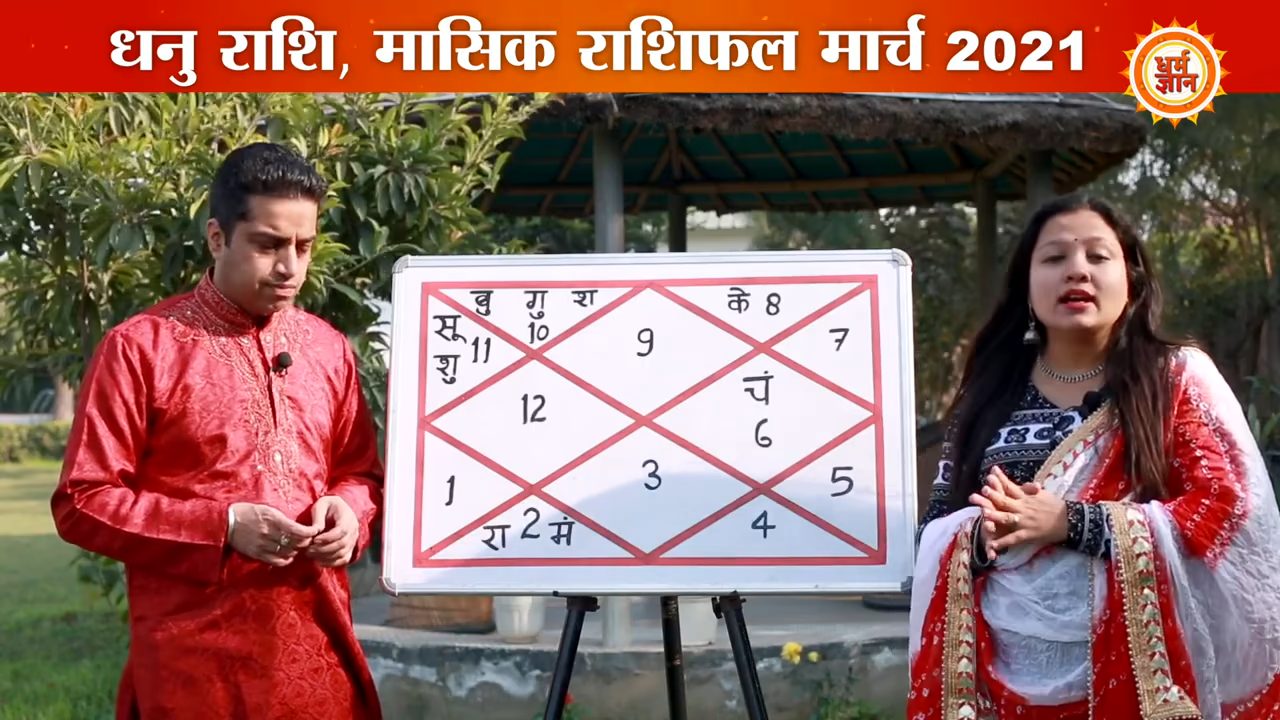 धनु राशि, मासिक राशिफल मार्च 2021
धर्म
ज्ञान
बु गु श
के 8
सू
10
11
9
7
शु
12
चं
6
1
3
5
रा 2 मं
4